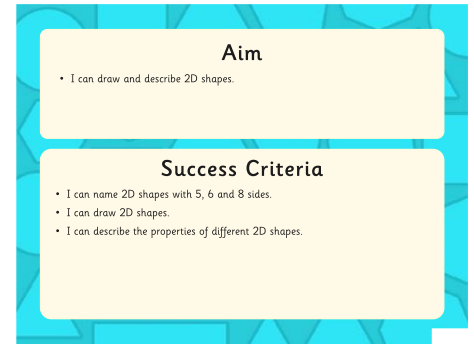 Aim
• I can draw and describe 2D shapes.
Success Criteria
• I can name 2D shapes with 5, 6 and 8 sides.
• I can draw 2D shapes.
• I can describe the properties of different 2D shapes.